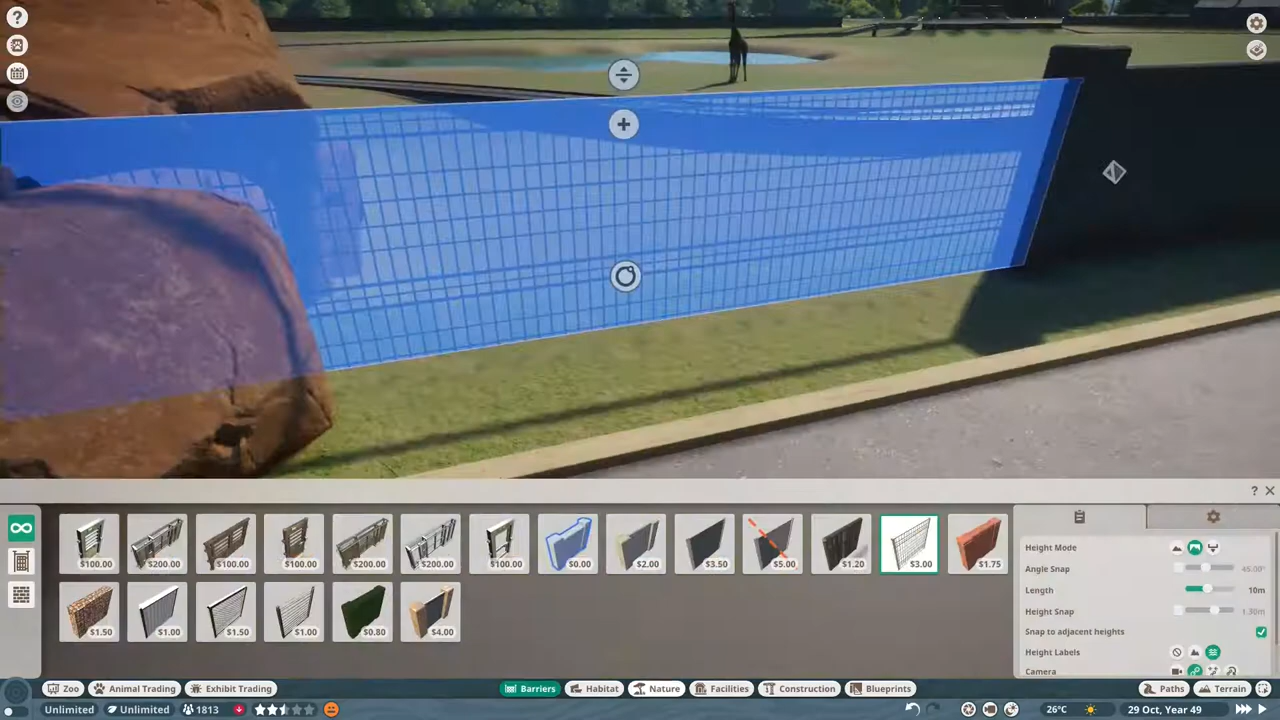 ?
? ×
$100.00 $200.00 $100.00 $100.00 $200.00 $200.00 $100.00 $0.00 $2.00 $3.50 $5.00 $1.20 $3.00 $1.75
$1.50 $1.00 $1.50 $1.00 $0.80 $4.00
Height Mode
Angle Snap 45.00°
Length 10m
Height Snap 1.30m
Snap to adjacent heights
Height Labels
Camera
Zoo Animal Trading Exhibit Trading Barriers Habitat Nature Facilities Construction Blueprints Paths Terrain
Unlimited Unlimited 1813 26°C 29 Oct, Year 49